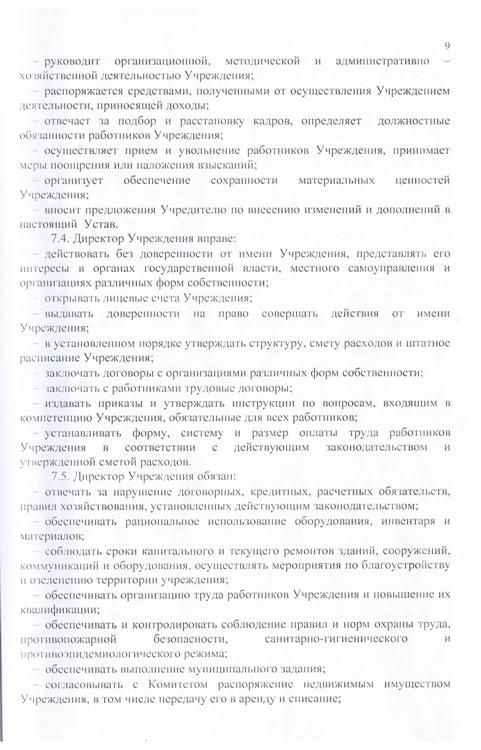 9
– руководит организационной, методической и административно –
хозяйственной деятельностью Учреждения;
– распоряжается средствами, полученными от осуществления Учреждением
деятельности, приносящей доходы;
– отвечает за подбор и расстановку кадров, определяет должностные
обязанности работников Учреждения;
– осуществляет прием и увольнение работников Учреждения, принимает
меры поощрения или наложения взысканий;
– организует обеспечение сохранности материальных ценностей
Учреждения;
– вносит предложения Учредителю по внесению изменений и дополнений в
настоящий Устав.
7.4. Директор Учреждения вправе:
– действовать без доверенности от имени Учреждения, представлять его
интересы в органах государственной власти, местного самоуправления и
организациях различных форм собственности;
– открывать лицевые счета Учреждения;
– выдавать доверенности на право совершать действия от имени
Учреждения;
– в установленном порядке утверждать структуру, смету расходов и штатное
расписание Учреждения;
– заключать договоры с организациями различных форм собственности;
– заключать с работниками трудовые договоры;
– издавать приказы и утверждать инструкции по вопросам, входящим в
компетенцию Учреждения, обязательные для всех работников;
– устанавливать форму, систему и размер оплаты труда работников
Учреждения в соответствии с действующим законодательством и
утвержденной сметой расходов.
7.5. Директор Учреждения обязан:
– отвечать за нарушение договорных, кредитных, расчетных обязательств,
правил хозяйствования, установленных действующим законодательством;
– обеспечивать рациональное использование оборудования, инвентаря и
материалов;
– соблюдать сроки капитального и текущего ремонтов зданий, сооружений,
коммуникаций и оборудования, осуществлять мероприятия по благоустройству
и озеленению территории учреждения;
– обеспечивать организацию труда работников Учреждения и повышение их
квалификации;
– обеспечивать и контролировать соблюдение правил и норм охраны труда,
противопожарной безопасности, санитарно-гигиенического и
противоэпидемиологического режима;
– обеспечивать выполнение муниципального задания;
– согласовывать с Комитетом распоряжение недвижимым имуществом
Учреждения, в том числе передачу его в аренду и списание;